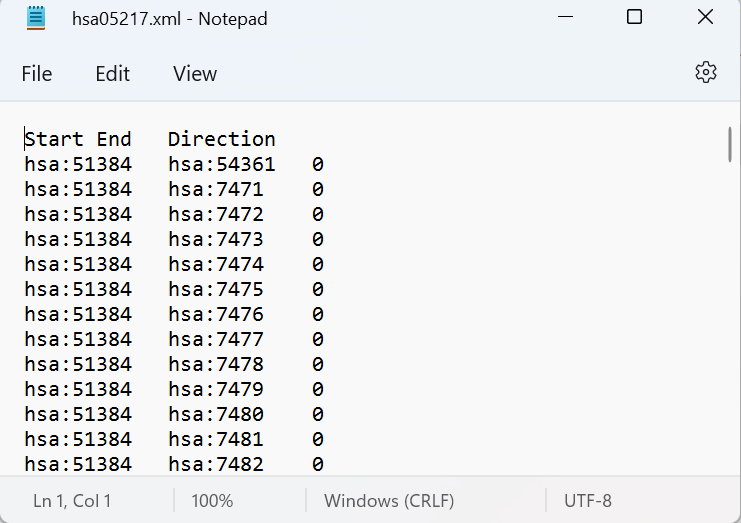 hsa05217.xml - Notepad
File Edit View
Start End Direction
hsa:51384 hsa:54361 0
hsa:51384 hsa:7471 0
hsa:51384 hsa:7472 0
hsa:51384 hsa:7473 0
hsa:51384 hsa:7474 0
hsa:51384 hsa:7475 0
hsa:51384 hsa:7476 0
hsa:51384 hsa:7477 0
hsa:51384 hsa:7478 0
hsa:51384 hsa:7479 0
hsa:51384 hsa:7480 0
hsa:51384 hsa:7481 0
hsa:51384 hsa:7482 0
Ln 1, Col 1 100% Windows (CRLF) UTF-8